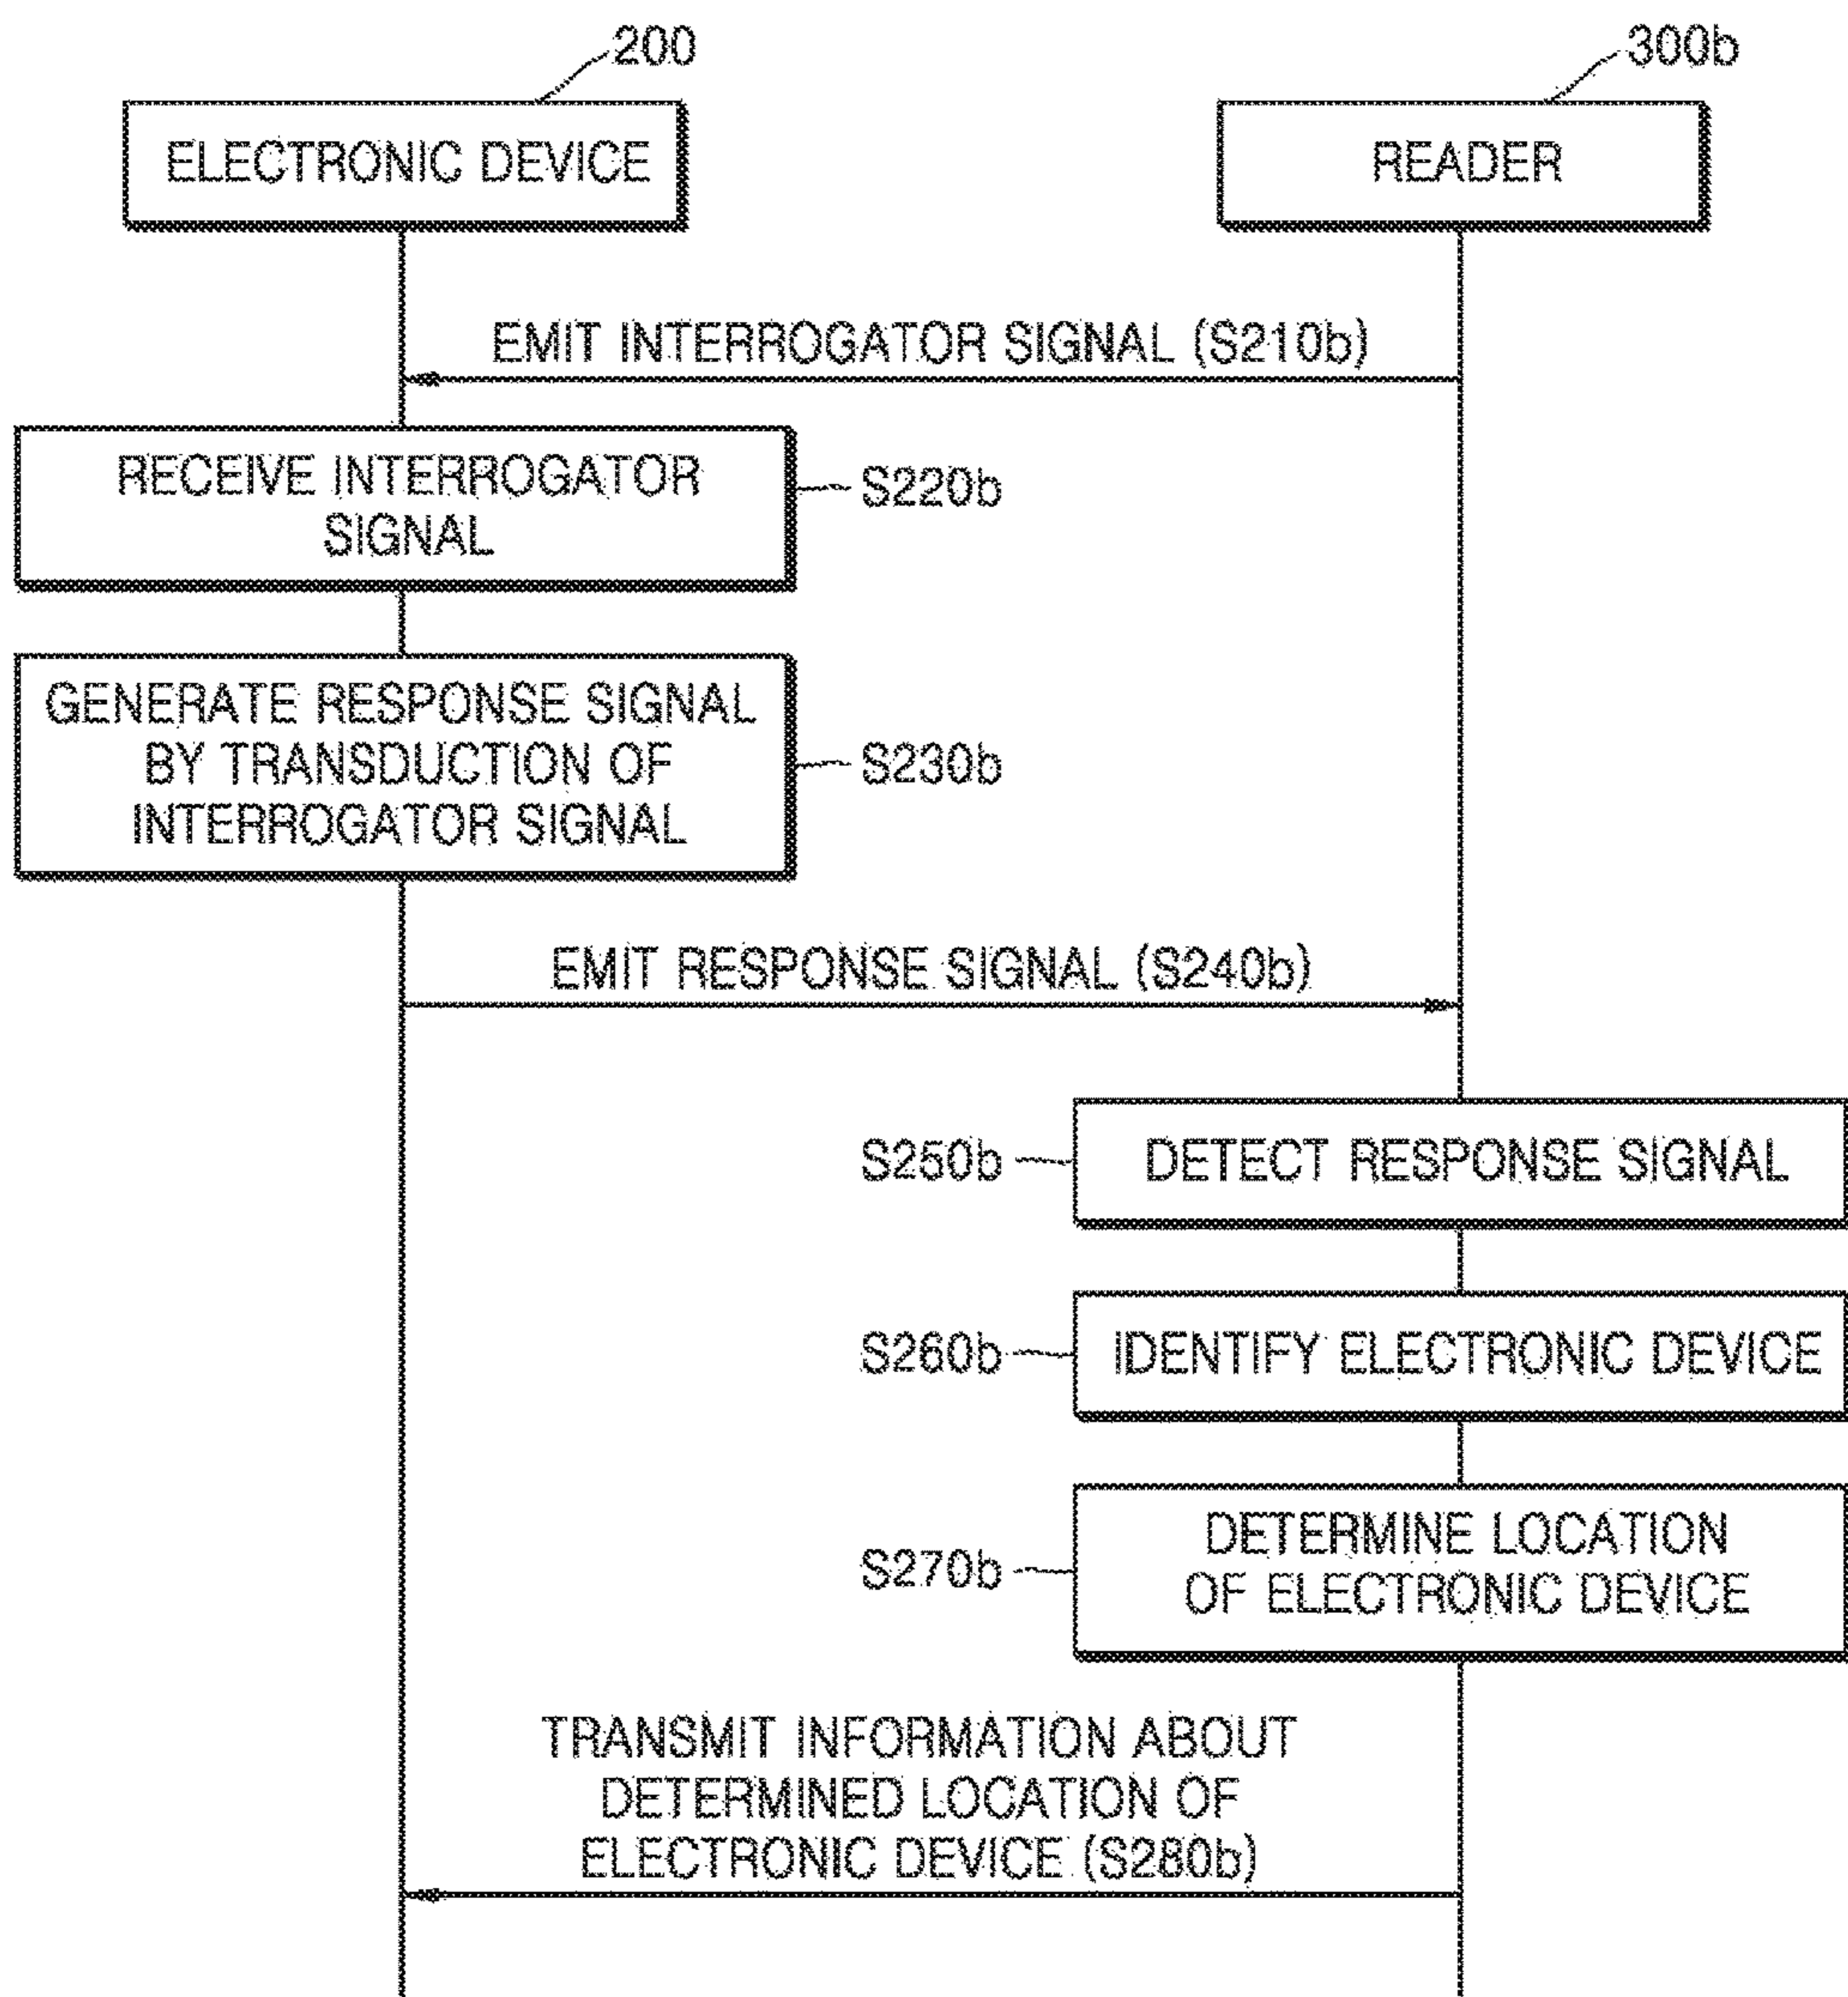 200
300b
ELECTRONIC DEVICE
READER
EMIT INTERROGATOR SIGNAL (S210b)
RECEIVE INTERROGATOR
SIGNAL
S220b
GENERATE RESPONSE SIGNAL
BY TRANSDUCTION OF
INTERROGATOR SIGNAL
S230b
EMIT RESPONSE SIGNAL (S240b)
S250b
DETECT RESPONSE SIGNAL
S260b
IDENTIFY ELECTRONIC DEVICE
S270b
DETERMINE LOCATION
OF ELECTRONIC DEVICE
TRANSMIT INFORMATION ABOUT
DETERMINED LOCATION OF
ELECTRONIC DEVICE (S280b)